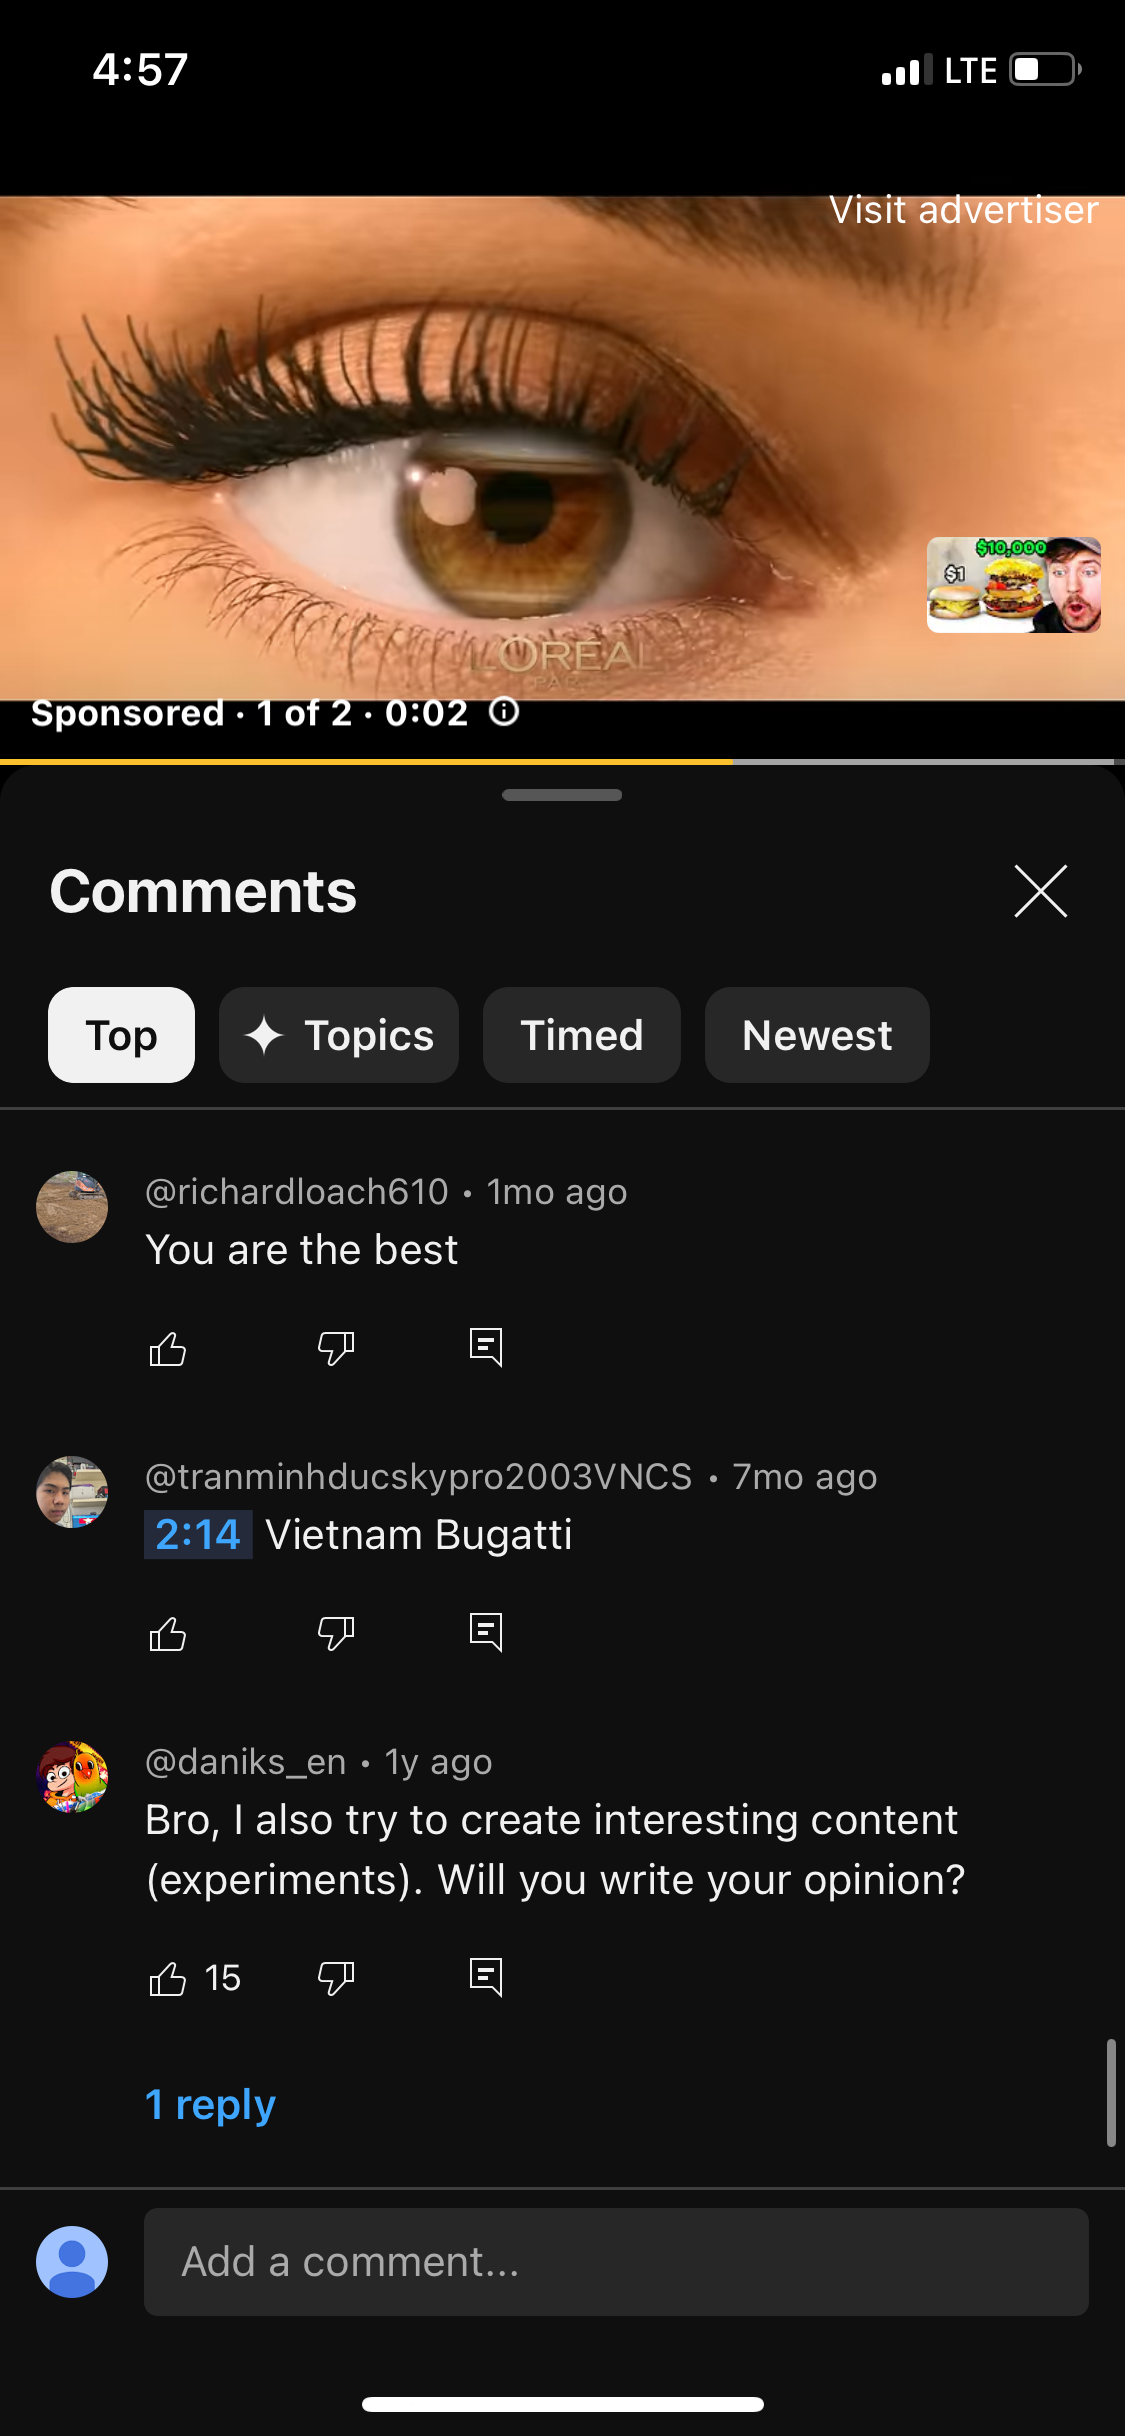 4:57
LTE
Visit advertiser
$10,000
$1
L'ORÉAL
PARIS
Sponsored · 1 of 2 · 0:02
Comments
Top
Topics
Timed
Newest
@richardloach610 · 1mo ago
You are the best
@tranminhducskypro2003VNCS · 7mo ago
2:14 Vietnam Bugatti
@daniks_en · 1y ago
Bro, I also try to create interesting content
(experiments). Will you write your opinion?
15
1 reply
Add a comment...